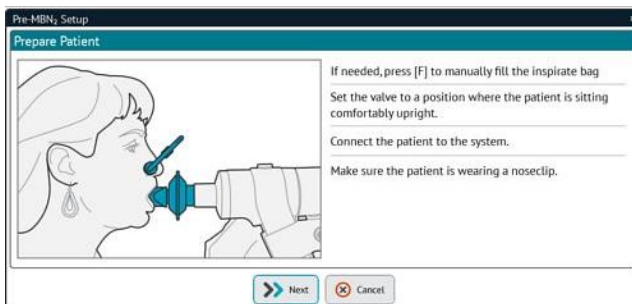 Pre-MBN₂ Setup
Prepare Patient
If needed, press [F] to manually fill the inspirate bag
Set the valve to a position where the patient is sitting
comfortably upright.
Connect the patient to the system.
Make sure the patient is wearing a noseclip.
Next
Cancel